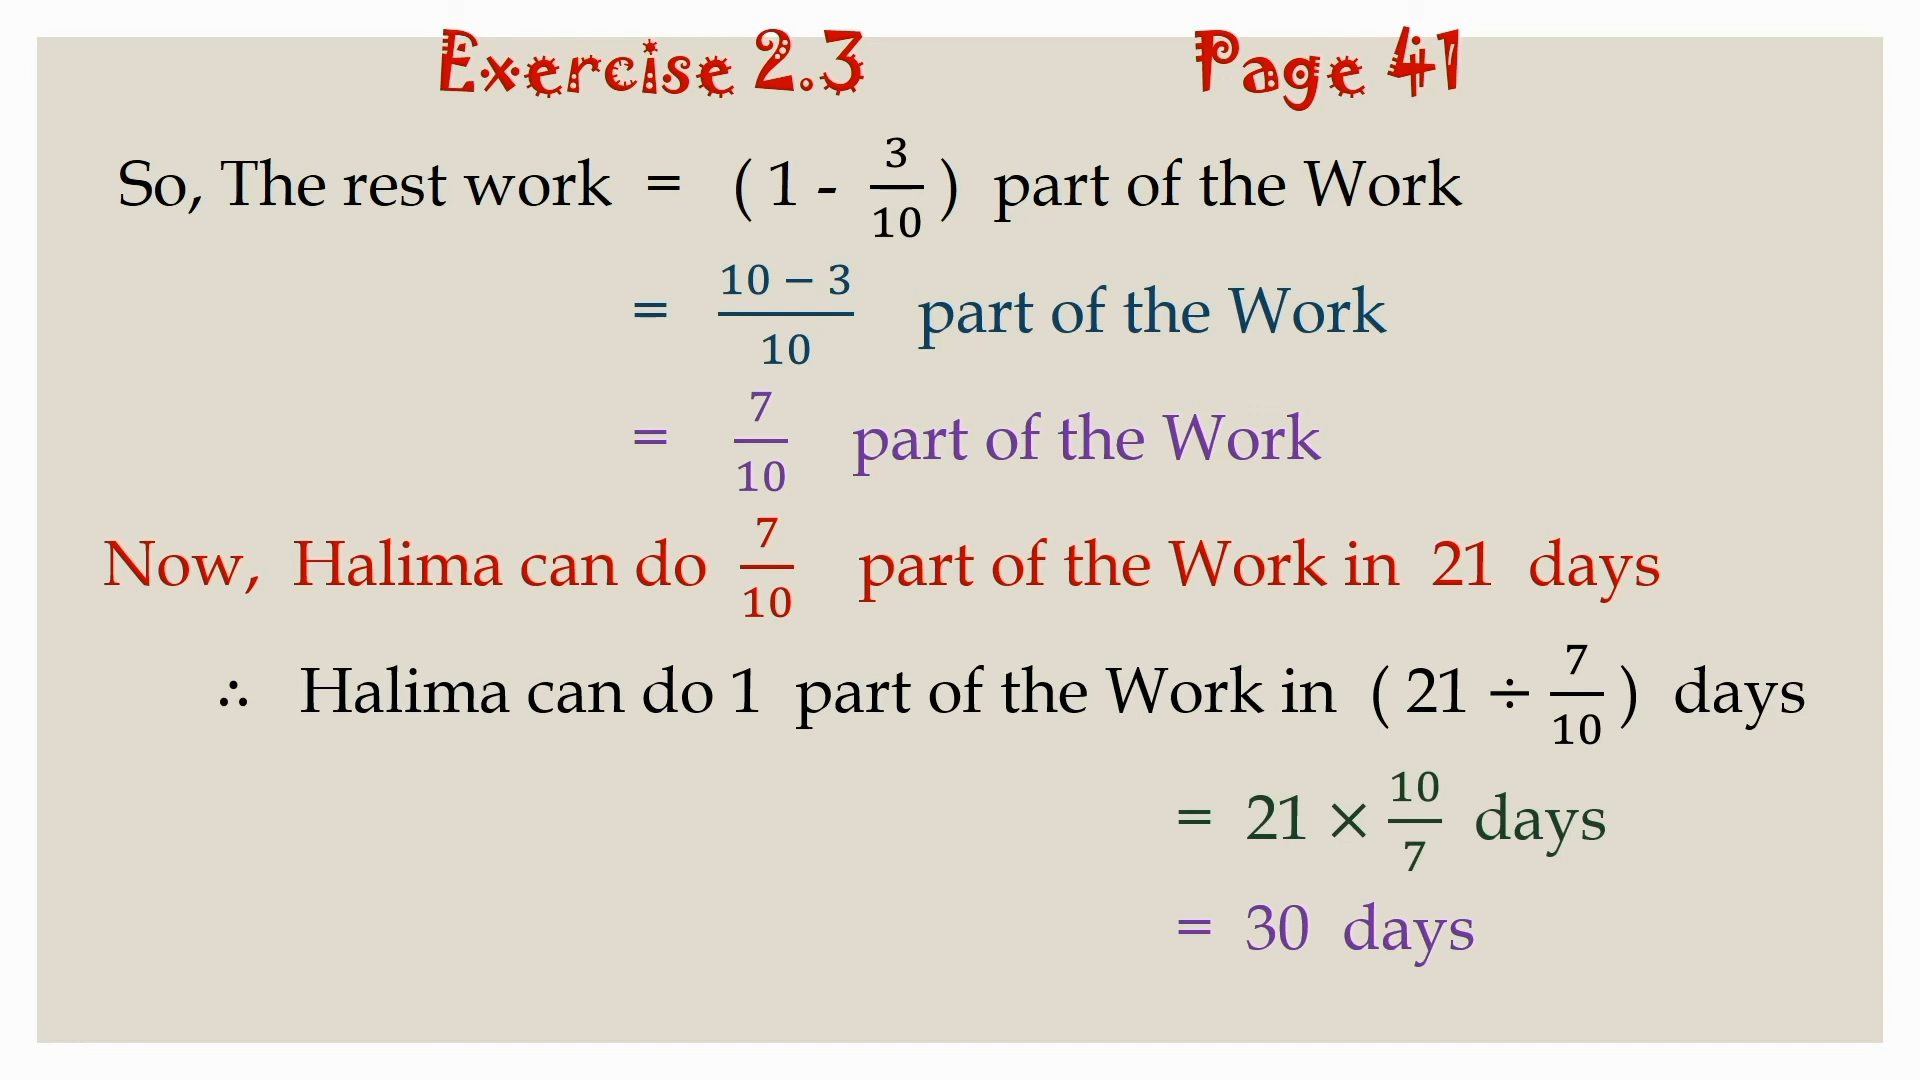 Exercise 2.3 Page 41
So, The rest work = ( 1 - 3/10 ) part of the Work
= (10 − 3)/10 part of the Work
= 7/10 part of the Work
Now, Halima can do 7/10 part of the Work in 21 days
∴ Halima can do 1 part of the Work in ( 21 ÷ 7/10 ) days
= 21 × 10/7 days
= 30 days